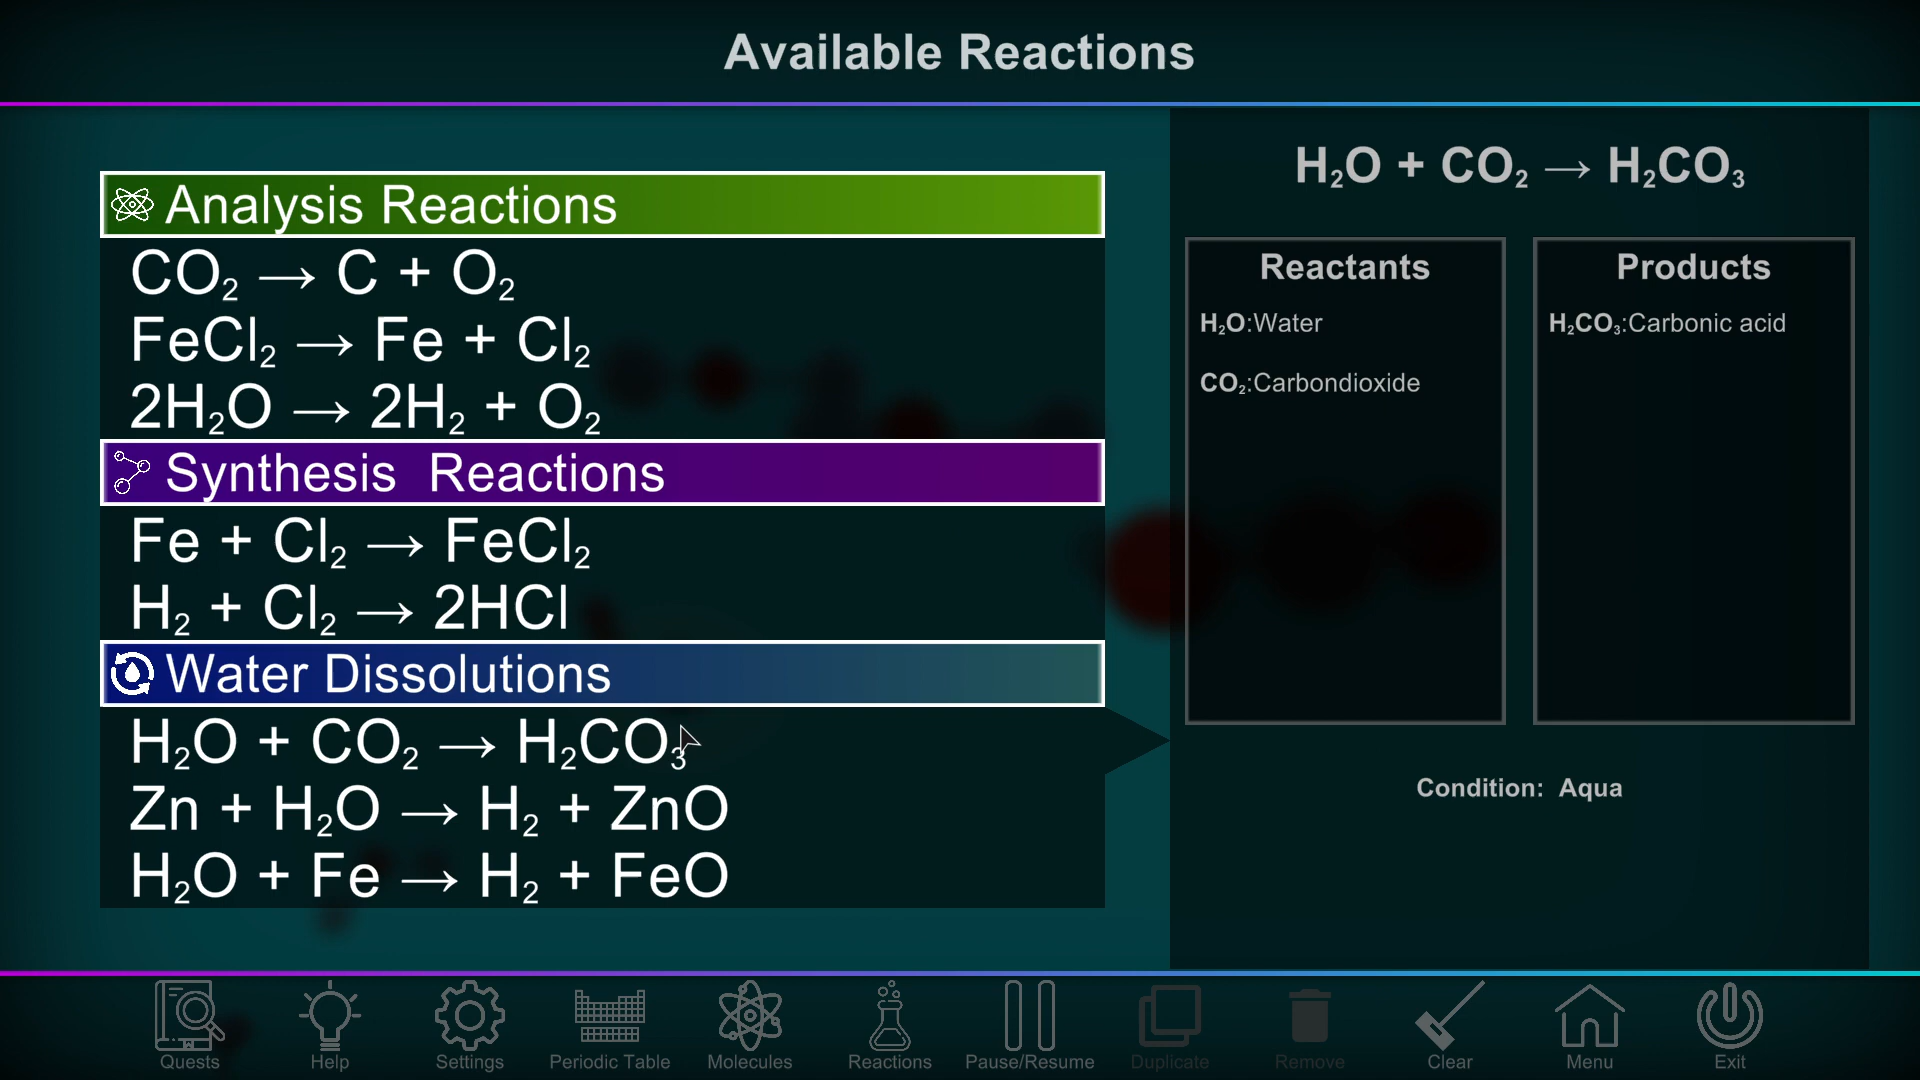 Available Reactions
Analysis Reactions
CO₂ → C + O₂
FeCl₂ → Fe + Cl₂
2H₂O → 2H₂ + O₂
Synthesis  Reactions
Fe + Cl₂ → FeCl₂
H₂ + Cl₂ → 2HCl
Water Dissolutions
H₂O + CO₂ → H₂CO₃
Zn + H₂O → H₂ + ZnO
H₂O + Fe → H₂ + FeO
H₂O + CO₂ → H₂CO₃
Reactants
H₂O:Water
CO₂:Carbondioxide
Products
H₂CO₃:Carbonic acid
Condition:  Aqua
Quests
Help
Settings
Periodic Table
Molecules
Reactions
Pause/Resume
Duplicate
Remove
Clear
Menu
Exit